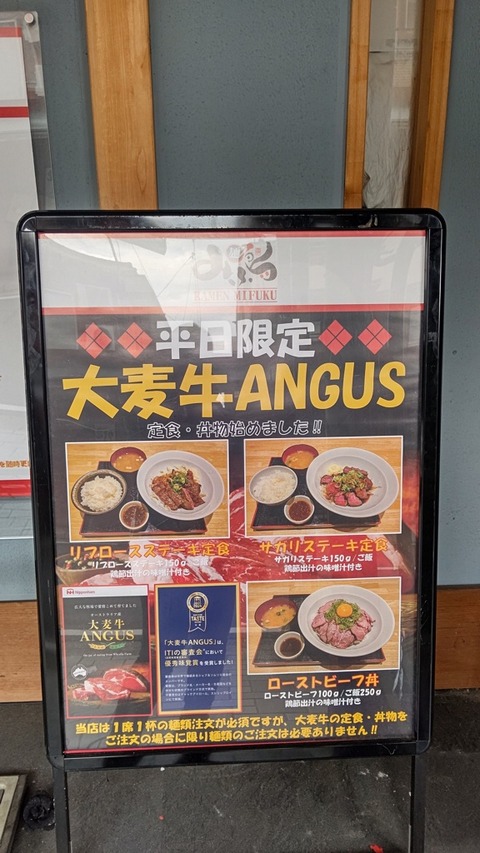 RAMEN MIFUKU
平日限定
大麦牛ANGUS
定食・丼物始めました!!
リブロースステーキ定食
リブロースステーキ150g/ご飯
鶏節出汁の味噌汁付き
サガリステーキ定食
サガリステーキ150g/ご飯
鶏節出汁の味噌汁付き
大麦牛
ANGUS
TASTE
「大麦牛ANGUS」は、
ITIの審査会において
優秀味覚賞を受賞しました!
ローストビーフ丼
ローストビーフ100g/ご飯250g
鶏節出汁の味噌汁付き
当店は1席1杯の麺類注文が必須ですが、大麦牛の定食・丼物を
ご注文の場合に限り麺類のご注文は必要ありません!!